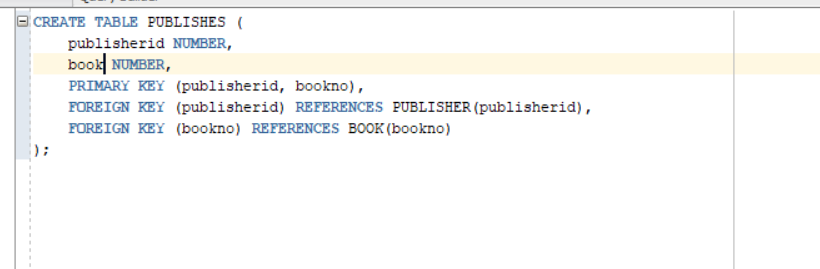 CREATE TABLE PUBLISHES (
publisherid NUMBER,
book NUMBER,
PRIMARY KEY (publisherid, bookno),
FOREIGN KEY (publisherid) REFERENCES PUBLISHER(publisherid),
FOREIGN KEY (bookno) REFERENCES BOOK(bookno)
);